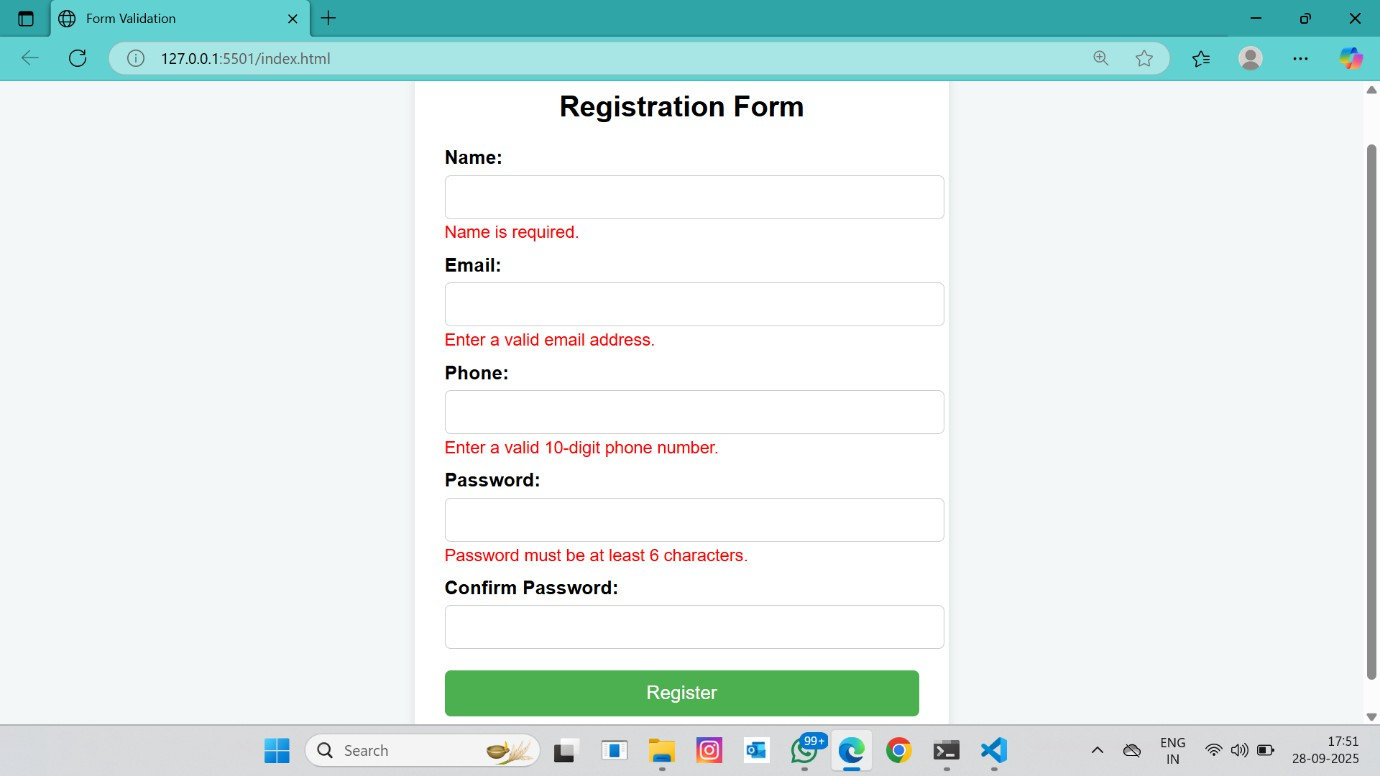 Form Validation
127.0.0.1:5501/index.html
Registration Form
Name:
Name is required.
Email:
Enter a valid email address.
Phone:
Enter a valid 10-digit phone number.
Password:
Password must be at least 6 characters.
Confirm Password:
Register
Search
99+
ENG
IN
17:51
28-09-2025